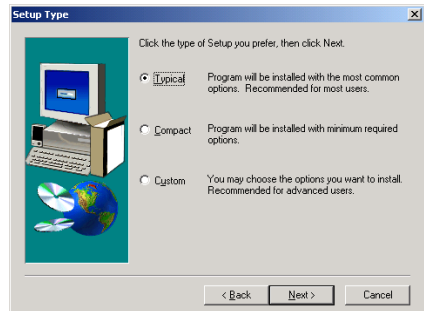 Setup Type
Click the type of Setup you prefer, then click Next.
Typical
Program will be installed with the most common
options. Recommended for most users.
Compact
Program will be installed with minimum required
options.
Custom
You may choose the options you want to install.
Recommended for advanced users.
< Back
Next >
Cancel